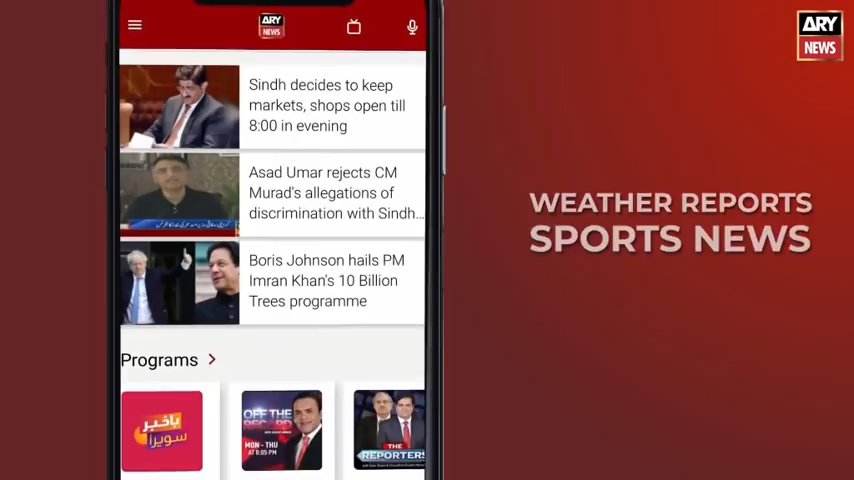 ARY
NEWS
ARY
NEWS
Sindh decides to keep
markets, shops open till
8:00 in evening
Asad Umar rejects CM
Murad's allegations of
discrimination with Sindh...
Boris Johnson hails PM
Imran Khan's 10 Billion
Trees programme
WEATHER REPORTS
SPORTS NEWS
Programs
باخبر
سویرا
OFF THE
RECORD
MON - THU
AT 8:05 PM
THE
REPORTERS